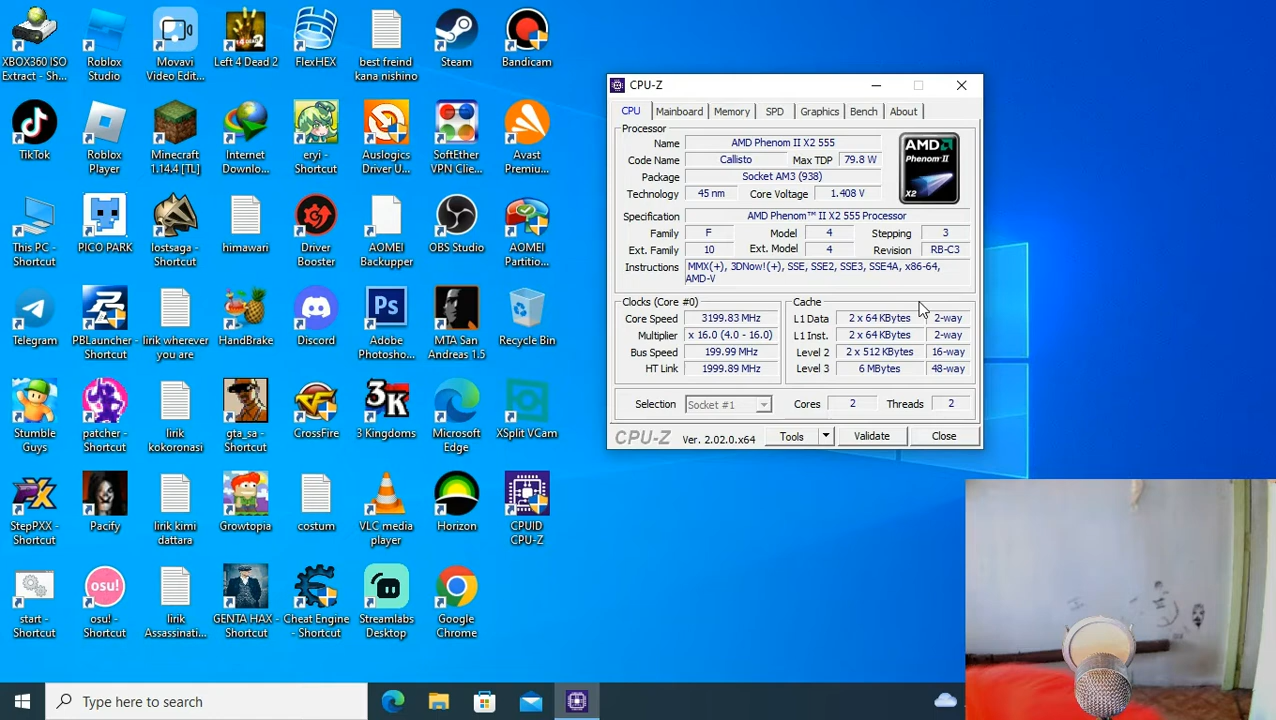 XBOX360 ISO
Extract - Sh...
Roblox
Studio
Movavi
Video Edit...
Left 4 Dead 2
FlexHEX
best freind
kana nishino
Steam
Bandicam
TikTok
Roblox
Player
Minecraft
1.14.4 [TL]
Internet
Downlo...
eryi -
Shortcut
Auslogics
Driver U...
SoftEther
VPN Clie...
Avast
Premiu...
This PC -
Shortcut
PICO PARK
lostsaga -
Shortcut
himawari
Driver
Booster
AOMEI
Backupper
OBS Studio
AOMEI
Partitio...
Telegram
PBLauncher -
Shortcut
lirik wherever
you are
HandBrake
Discord
Adobe
Photosho...
MTA San
Andreas 1.5
Recycle Bin
Stumble
Guys
patcher -
Shortcut
lirik
kokoronasi
gta_sa -
Shortcut
CrossFire
3 Kingdoms
Microsoft
Edge
XSplit VCam
StepPXX -
Shortcut
Pacify
lirik kimi
dattara
Growtopia
costum
VLC media
player
Horizon
CPUID
CPU-Z
start -
Shortcut
osu! -
Shortcut
lirik
Assassinati...
GENTA HAX -
Shortcut
Cheat Engine
- Shortcut
Streamlabs
Desktop
Google
Chrome
CPU-Z
CPU Mainboard Memory SPD Graphics Bench About
Processor
Name AMD Phenom II X2 555
Code Name Callisto Max TDP 79.8 W
Package Socket AM3 (938)
Technology 45 nm Core Voltage 1.408 V
AMD
Phenom II
X2
Specification AMD Phenom™ II X2 555 Processor
Family F Model 4 Stepping 3
Ext. Family 10 Ext. Model 4 Revision RB-C3
Instructions MMX(+), 3DNow!(+), SSE, SSE2, SSE3, SSE4A, x86-64,
AMD-V
Clocks (Core #0)
Core Speed 3199.83 MHz
Multiplier x 16.0 (4.0 - 16.0)
Bus Speed 199.99 MHz
HT Link 1999.89 MHz
Cache
L1 Data 2 x 64 KBytes 2-way
L1 Inst. 2 x 64 KBytes 2-way
Level 2 2 x 512 KBytes 16-way
Level 3 6 MBytes 48-way
Selection Socket #1 Cores 2 Threads 2
CPU-Z Ver. 2.02.0.x64 Tools Validate Close
Type here to search